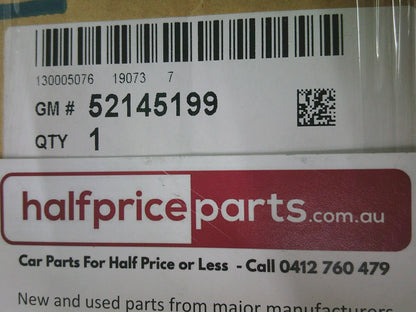 130005076 19073 7
GM # 52145199
QTY 1
halfpriceparts.com.au
Car Parts For Half Price or Less - Call 0412 760 479
New and used parts from major manufacturers